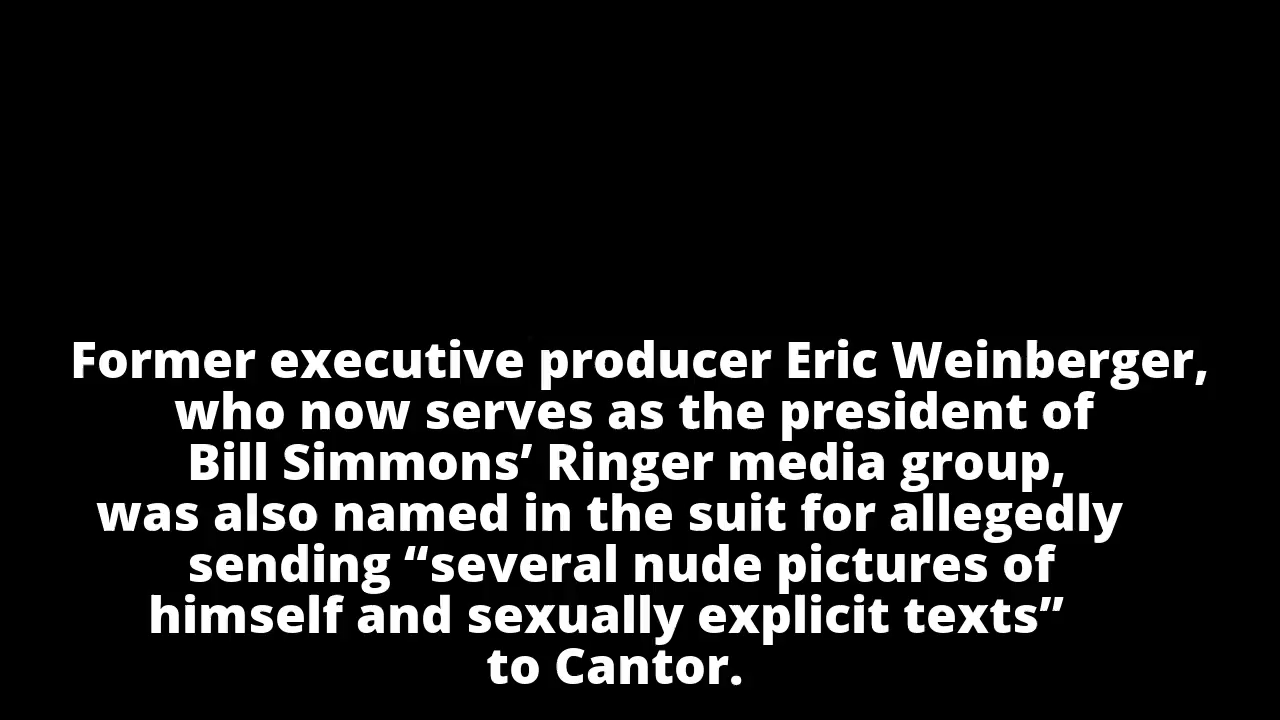 Former executive producer Eric Weinberger,
who now serves as the president of
Bill Simmons’ Ringer media group,
was also named in the suit for allegedly
sending “several nude pictures of
himself and sexually explicit texts”
to Cantor.